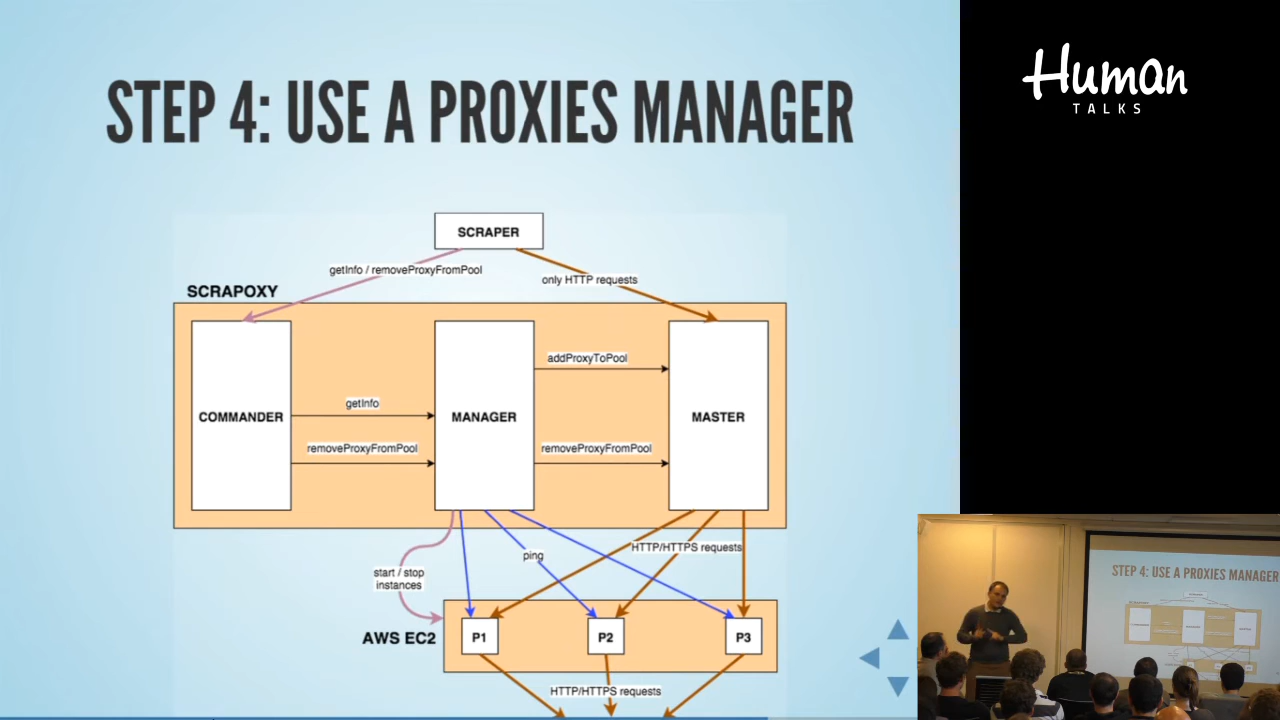 STEP 4: USE A PROXIES MANAGER
Human
TALKS
SCRAPER
getInfo / removeProxyFromPool
only HTTP requests
SCRAPOXY
addProxyToPool
getInfo
COMMANDER
MANAGER
MASTER
removeProxyFromPool
removeProxyFromPool
HTTP/HTTPS requests
ping
start / stop
instances
AWS EC2
P1
P2
P3
HTTP/HTTPS requests
STEP 4: USE A PROXIES MANAGER